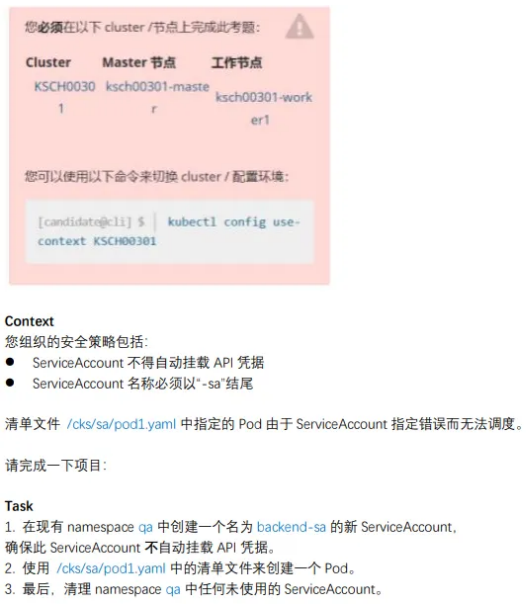 您必须在以下 cluster /节点上完成此考题：
Cluster Master 节点 工作节点
KSCH0030 ksch00301-maste ksch00301-work
1 r er1
您可以使用以下命令来切换 cluster / 配置环境：
[candidate@cli] $ | kubectl config use-
context KSCH00301
Context
您组织的安全策略包括：
● ServiceAccount 不得自动挂载 API 凭据
● ServiceAccount 名称必须以“-sa”结尾
清单文件 /cks/sa/pod1.yaml 中指定的 Pod 由于 ServiceAccount 指定错误而无法调度。
请完成一下项目：
Task
1. 在现有 namespace qa 中创建一个名为 backend-sa 的新 ServiceAccount，
确保此 ServiceAccount 不自动挂载 API 凭据。
2. 使用 /cks/sa/pod1.yaml 中的清单文件来创建一个 Pod。
3. 最后，清理 namespace qa 中任何未使用的 ServiceAccount。